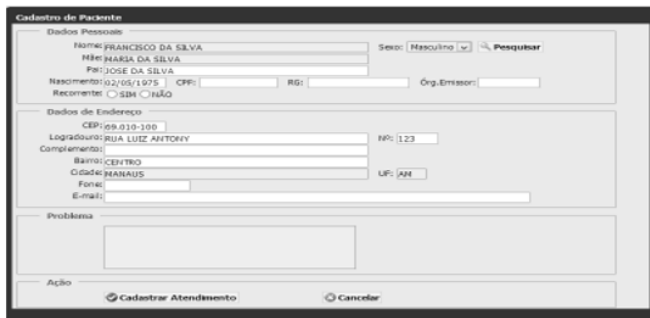 Cadastro de Paciente
Dados Pessoais
Nome: FRANCISCO DA SILVA Sexo: Masculino Pesquisar
Mãe: MARIA DA SILVA
Pai: JOSE DA SILVA
Nascimento: 02/05/1975 CPF: RG: Órg.Emissor:
Recorrente: SIM NÃO
Dados de Endereço
CEP: 69.010-100
Logradouro: RUA LUIZ ANTONY Nº: 123
Complemento:
Bairro: CENTRO
Cidade: MANAUS UF: AM
Fone:
E-mail:
Problema
Ação
Cadastrar Atendimento Cancelar